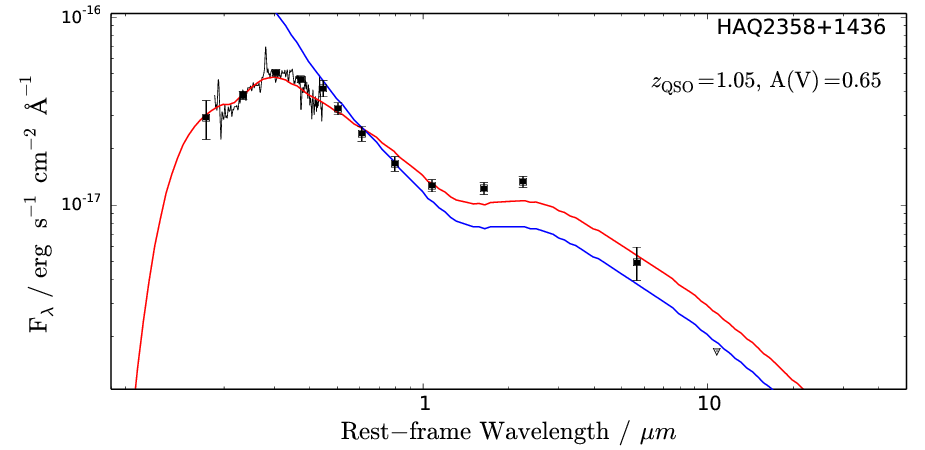 HAQ2358+1436
z_QSO=1.05, A(V)=0.65
10^-16
10^-17
F_λ / erg s^−1 cm^−2 Å^−1
1
10
Rest−frame Wavelength / μm